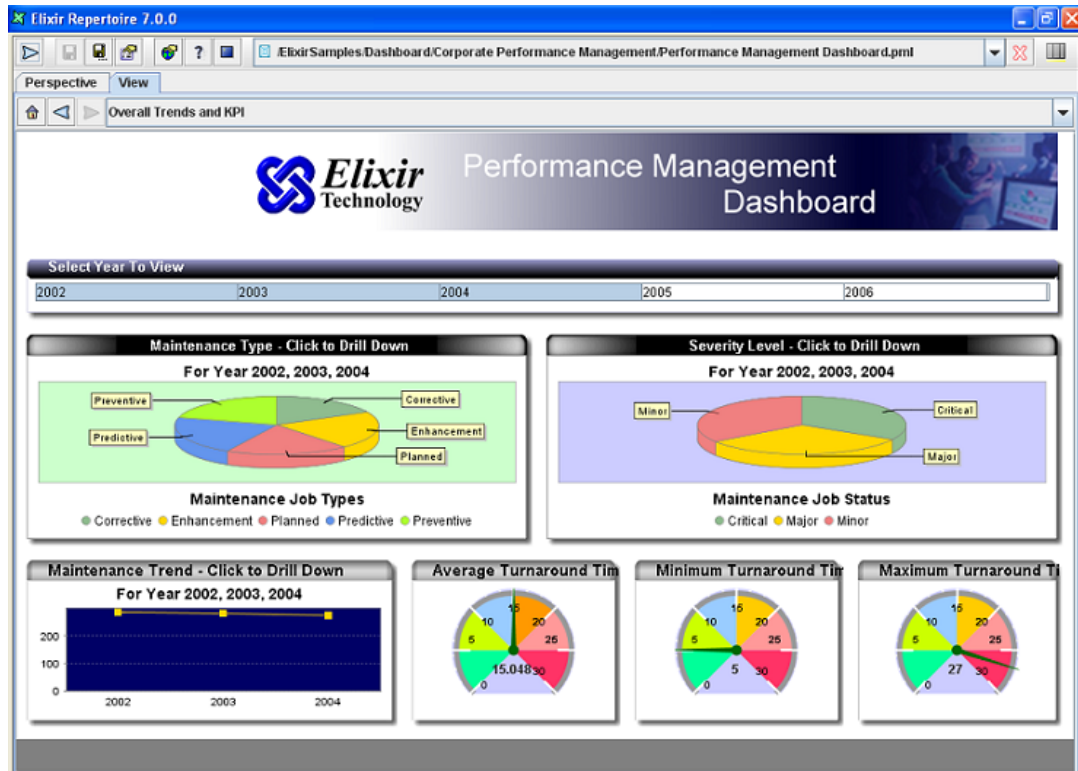 Elixir Repertoire 7.0.0
? /ElixirSamples/Dashboard/Corporate Performance Management/Performance Management Dashboard.pml
Perspective View
Overall Trends and KPI
Elixir
Technology
Performance Management
Dashboard
Select Year To View
2002 2003 2004 2005 2006
Maintenance Type - Click to Drill Down
For Year 2002, 2003, 2004
Preventive
Corrective
Predictive
Enhancement
Planned
Maintenance Job Types
Corrective Enhancement Planned Predictive Preventive
Severity Level - Click to Drill Down
For Year 2002, 2003, 2004
Minor
Critical
Major
Maintenance Job Status
Critical Major Minor
Maintenance Trend - Click to Drill Down
For Year 2002, 2003, 2004
200
100
0
2002 2003 2004
Average Turnaround Tim
15
10 20
5 25
15.048 30
0
Minimum Turnaround Tim
15
10 20
5 25
5 30
0
Maximum Turnaround Ti
15
10 20
5 25
27 30
0